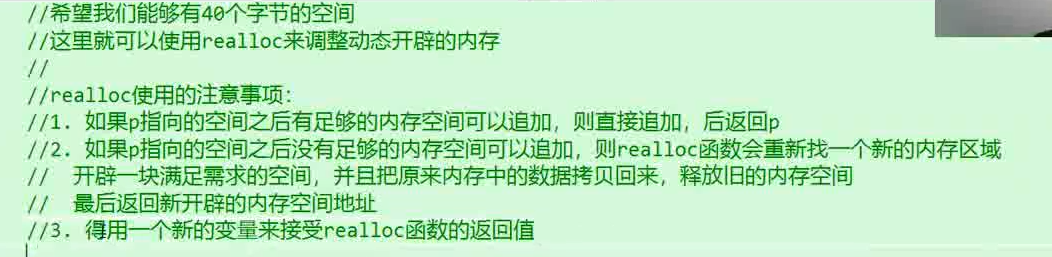 //希望我们能够有40个字节的空间
//这里就可以使用realloc来调整动态开辟的内存
//
//realloc使用的注意事项：
//1. 如果p指向的空间之后有足够的内存空间可以追加，则直接追加，后返回p
//2. 如果p指向的空间之后没有足够的内存空间可以追加，则realloc函数会重新找一个新的内存区域
//  开辟一块满足需求的空间，并且把原来内存中的数据拷贝回来，释放旧的内存空间
//  最后返回新开辟的内存空间地址
//3. 得用一个新的变量来接受realloc函数的返回值